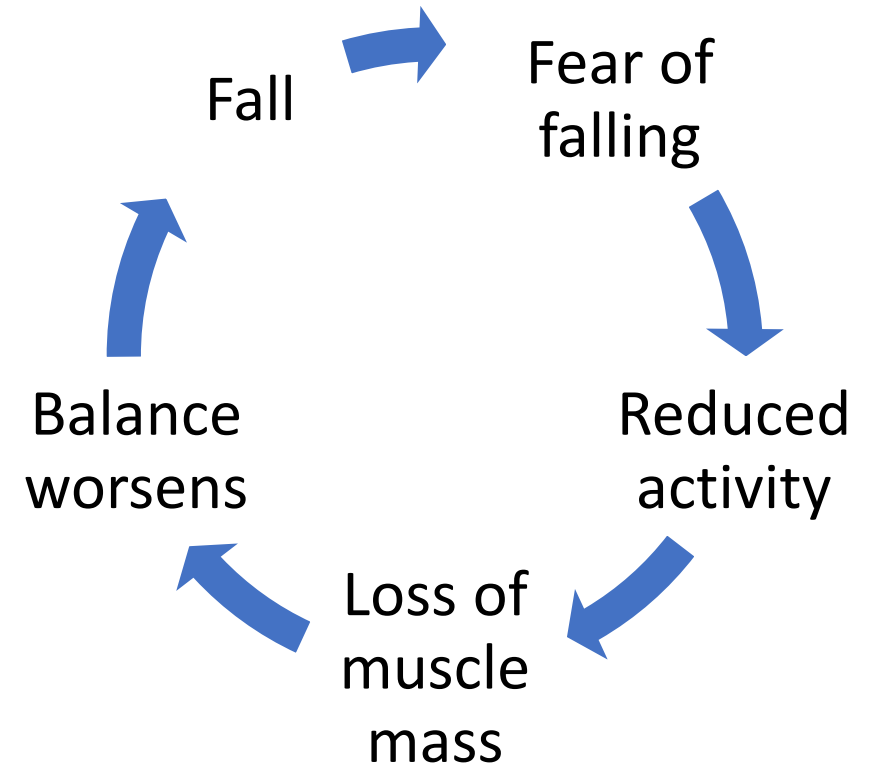 Fall
Fear of
falling
Reduced
activity
Loss of
muscle
mass
Balance
worsens